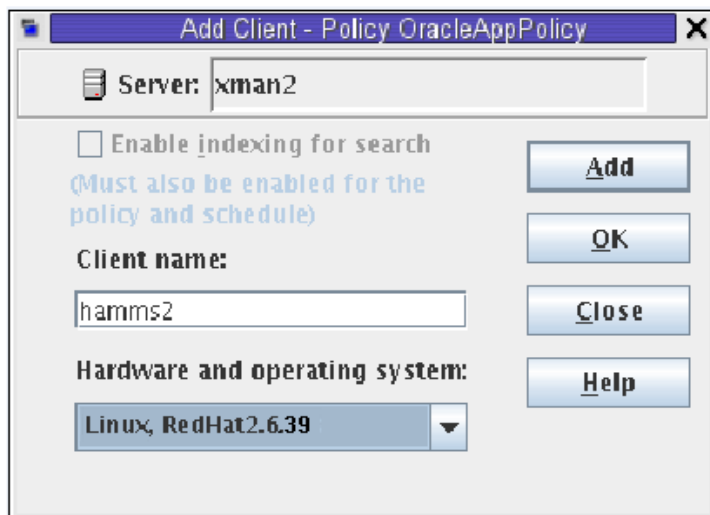 Add Client - Policy OracleAppPolicy
Server: xman2
Enable indexing for search
(Must also be enabled for the
policy and schedule)
Add
OK
Client name:
hamms2
Close
Hardware and operating system:
Help
Linux, RedHat2.6.39